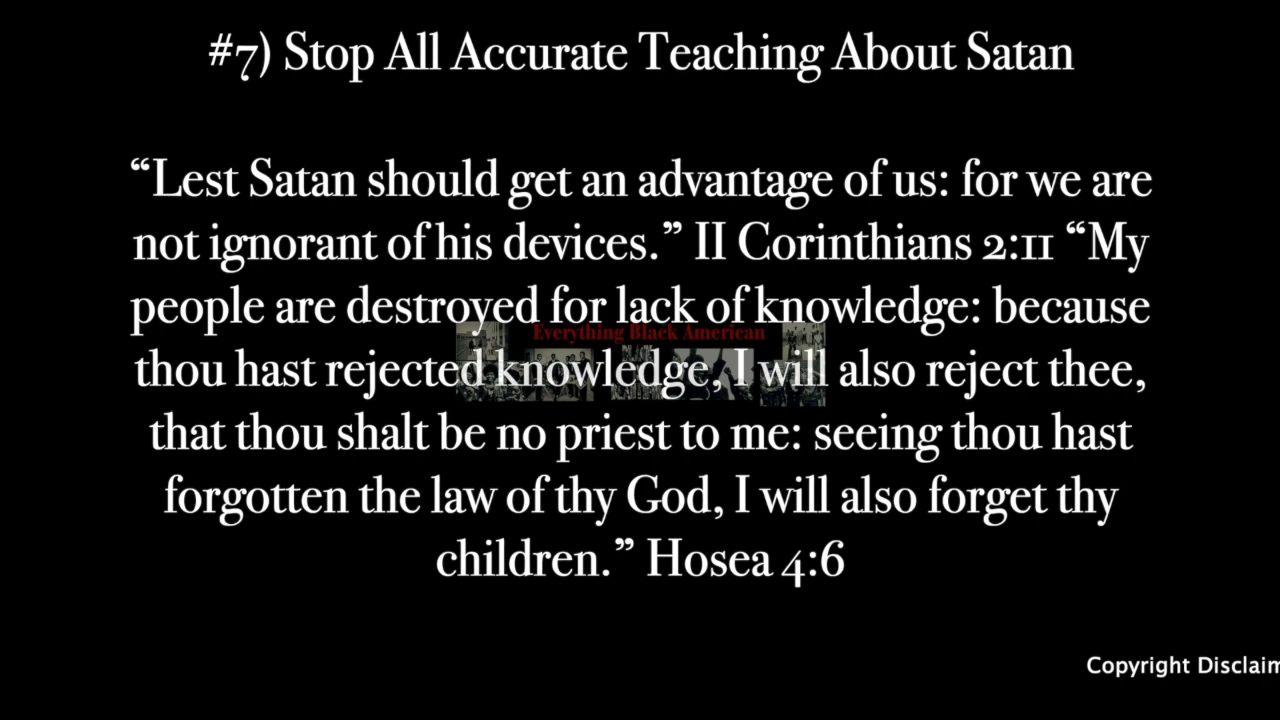 #7) Stop All Accurate Teaching About Satan
“Lest Satan should get an advantage of us: for we are
not ignorant of his devices.” II Corinthians 2:11 “My
people are destroyed for lack of knowledge: because
Everything Black American
thou hast rejected knowledge, I will also reject thee,
that thou shalt be no priest to me: seeing thou hast
forgotten the law of thy God, I will also forget thy
children.” Hosea 4:6
Copyright Disclaim